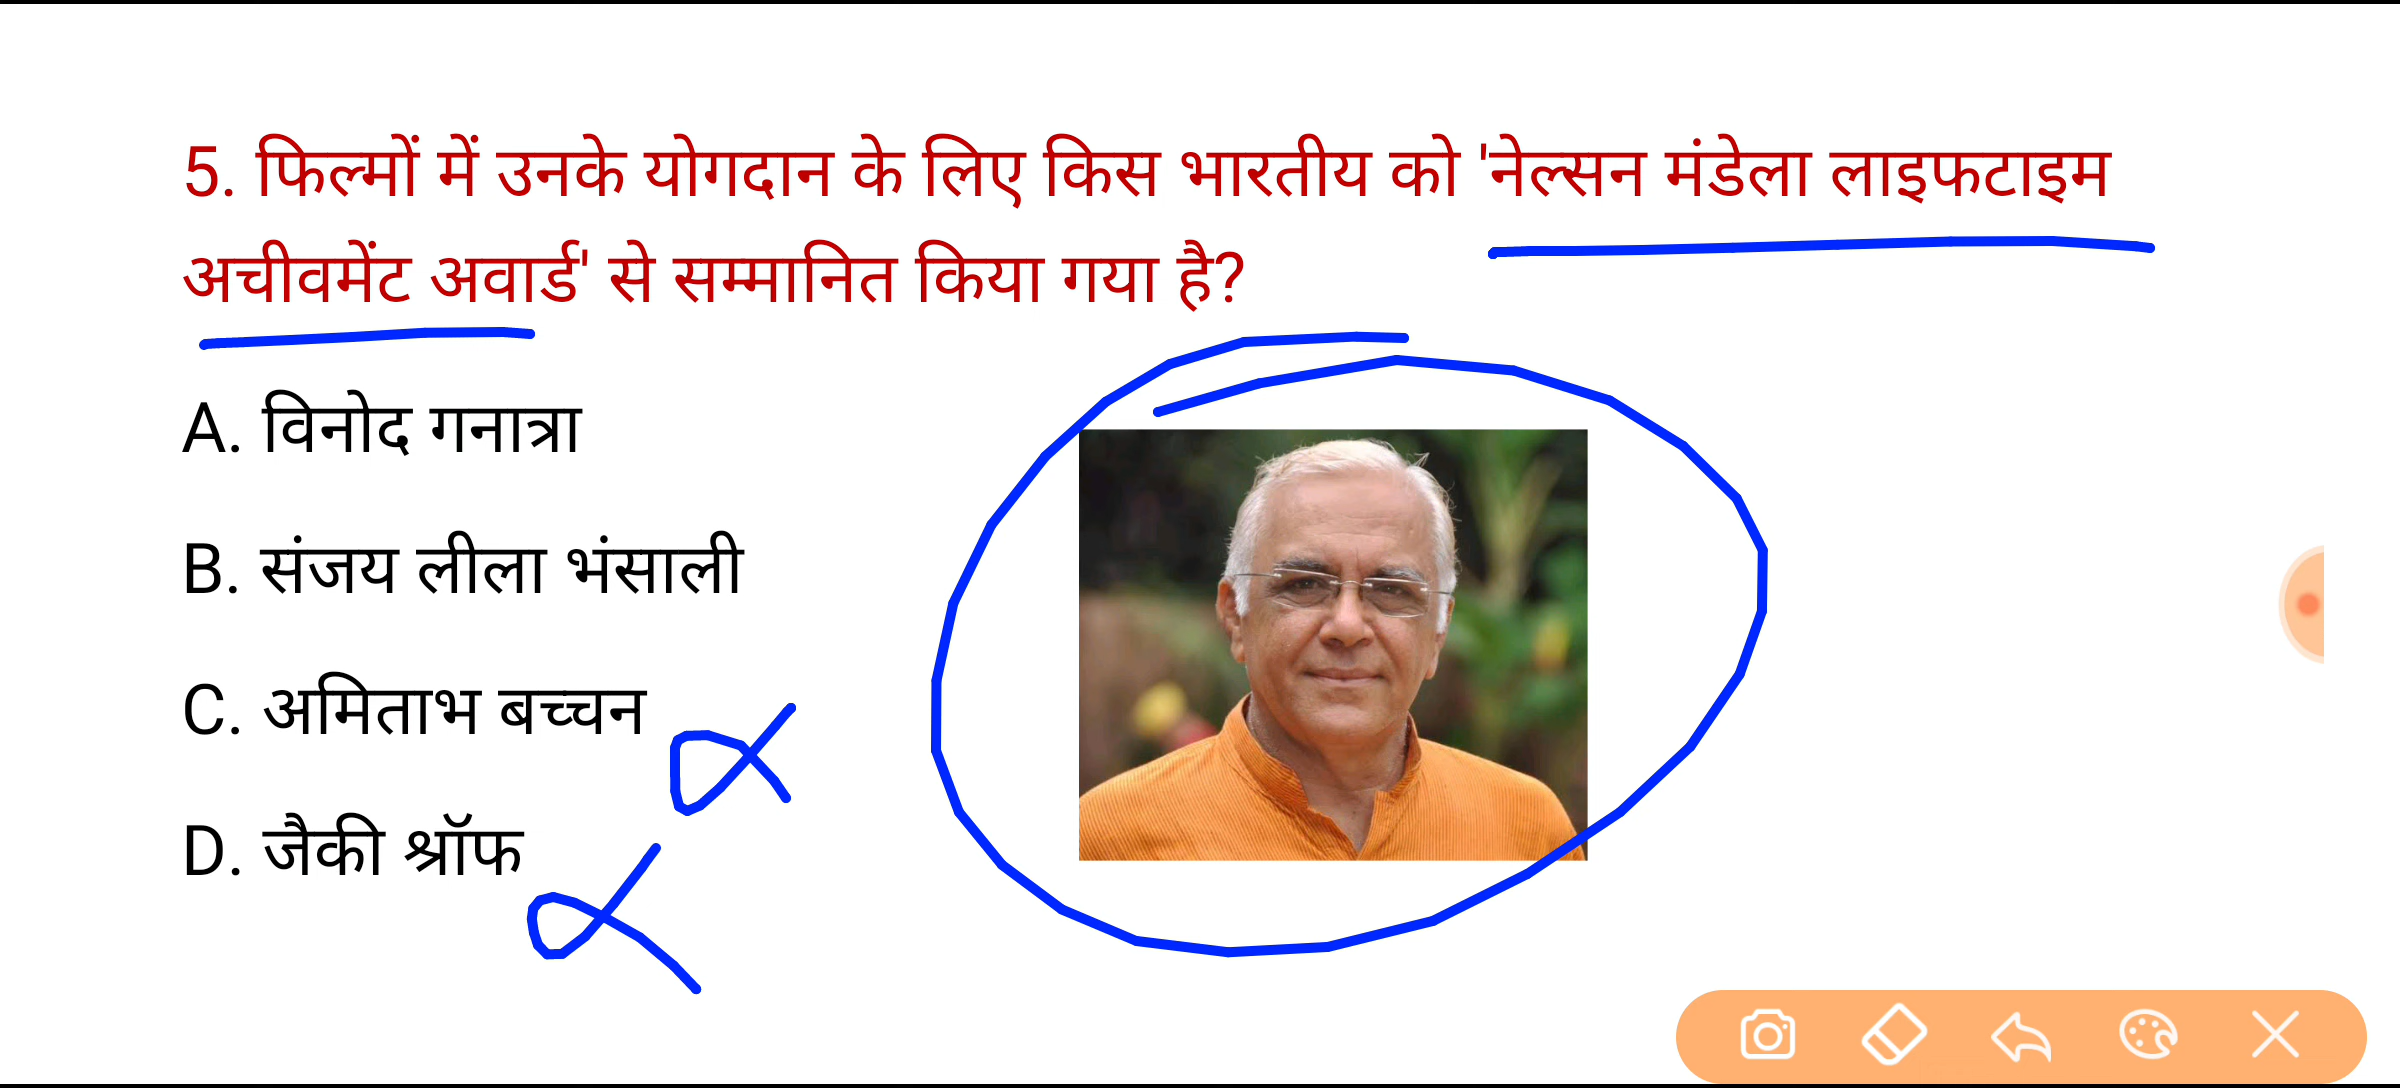 5. फिल्मों में उनके योगदान के लिए किस भारतीय को 'नेल्सन मंडेला लाइफटाइम
अचीवमेंट अवार्ड' से सम्मानित किया गया है?
A. विनोद गनात्रा
B. संजय लीला भंसाली
C. अमिताभ बच्चन
D. जैकी श्रॉफ